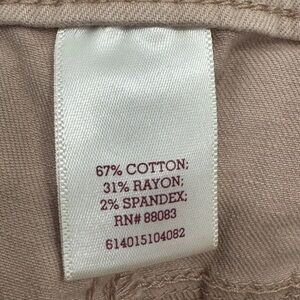 67% COTTON;
31% RAYON;
2% SPANDEX;
RN# 88083
614015104082